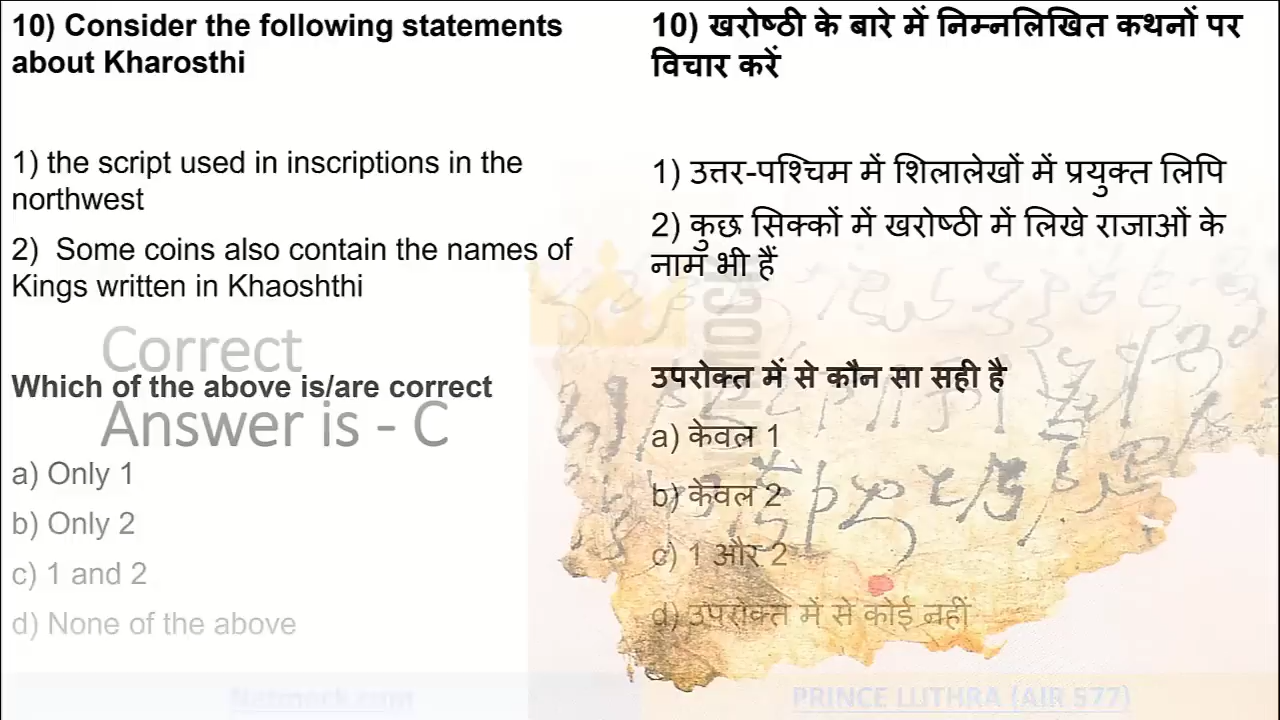 10) Consider the following statements
about Kharosthi
1) the script used in inscriptions in the
northwest
2) Some coins also contain the names of
Kings written in Khaoshthi
Correct
Which of the above is/are correct
Answer is - C
a) Only 1
b) Only 2
c) 1 and 2
d) None of the above
10) खरोष्ठी के बारे में निम्नलिखित कथनों पर
विचार करें
1) उत्तर-पश्चिम में शिलालेखों में प्रयुक्त लिपि
2) कुछ सिक्कों में खरोष्ठी में लिखे राजाओं के
नाम भी हैं
उपरोक्त में से कौन सा सही है
a) केवल 1
b) केवल 2
c) 1 और 2
d) उपरोक्त में से कोई नहीं
PRINCE LUTHRA (AIR 577)